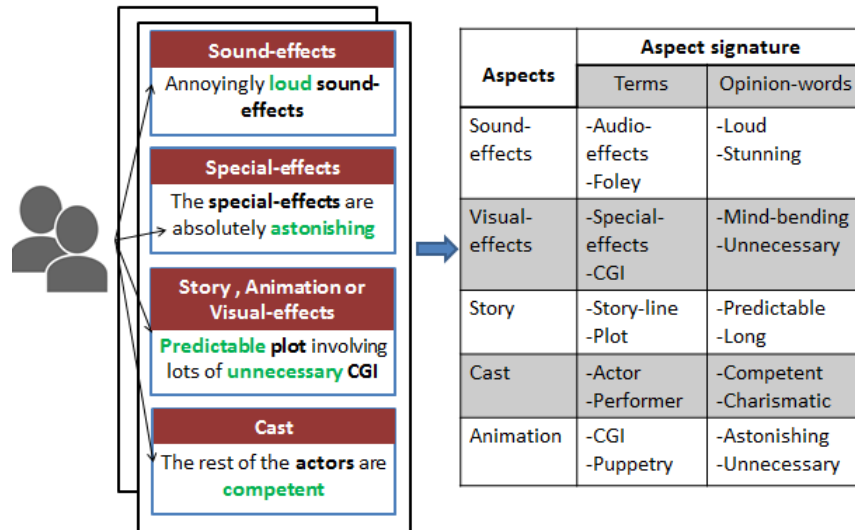 Sound-effects
Annoyingly loud sound-
effects
Special-effects
The special-effects are
absolutely astonishing
Story , Animation or
Visual-effects
Predictable plot involving
lots of unnecessary CGI
Cast
The rest of the actors are
competent
Aspects
Aspect signature
Terms
Opinion-words
Sound-
effects
-Audio-
effects
-Foley
-Loud
-Stunning
Visual-
effects
-Special-
effects
-CGI
-Mind-bending
-Unnecessary
Story
-Story-line
-Plot
-Predictable
-Long
Cast
-Actor
-Performer
-Competent
-Charismatic
Animation
-CGI
-Puppetry
-Astonishing
-Unnecessary